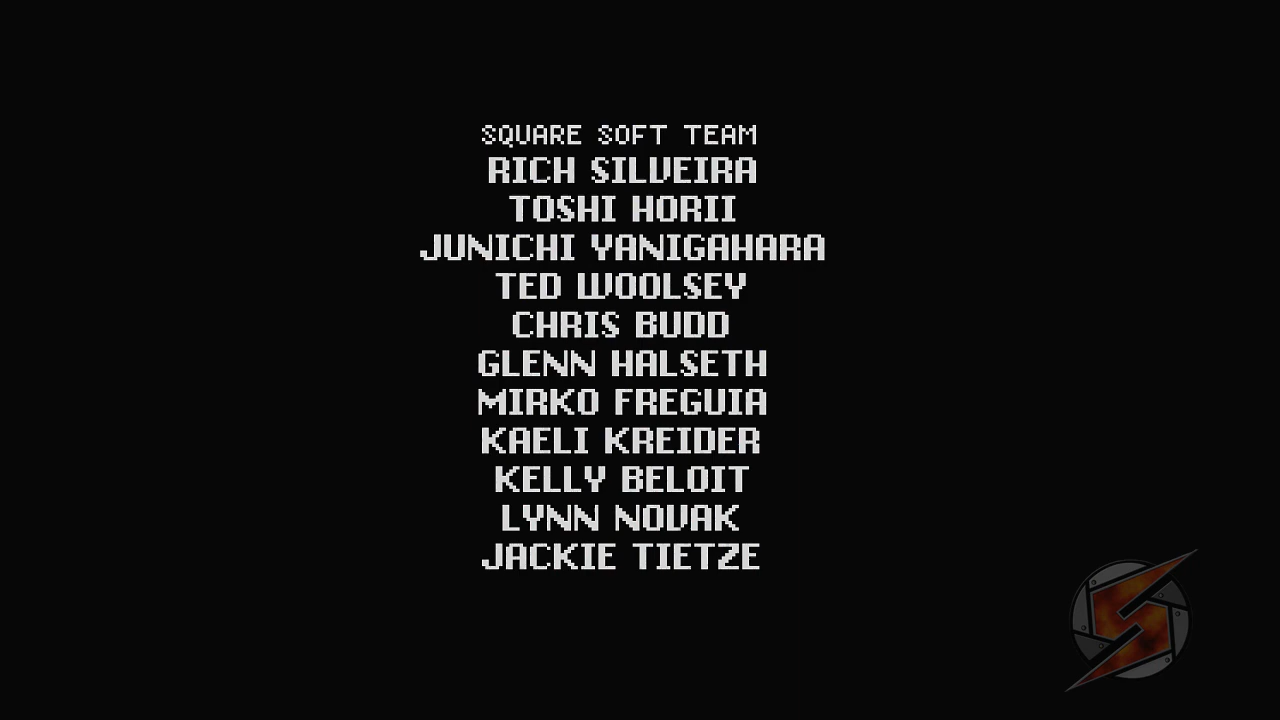 SQUARE SOFT TEAM
RICH SILVEIRA
TOSHI HORII
JUNICHI YANIGAHARA
TED WOOLSEY
CHRIS BUDD
GLENN HALSETH
MIRKO FREGUIA
KAELI KREIDER
KELLY BELOIT
LYNN NOVAK
JACKIE TIETZE